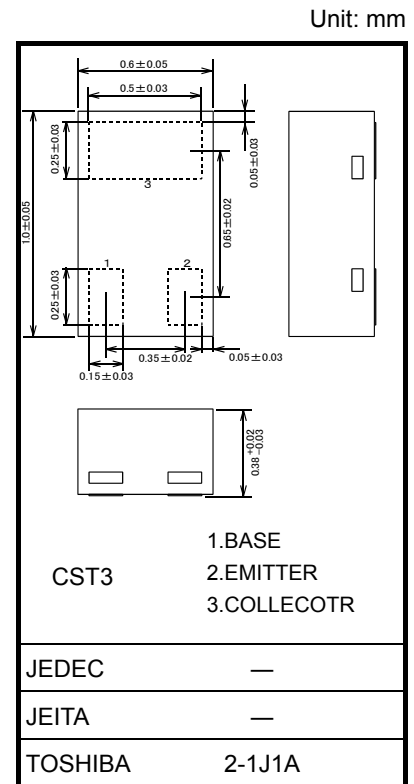 Unit: mm
0.6±0.05
0.5±0.03
0.25±0.03
3
0.05±0.03
1.0±0.05
0.65±0.02
1
2
0.25±0.03
0.35±0.02
0.05±0.03
0.15±0.03
0.38 +0.02 -0.03
CST3
1.BASE
2.EMITTER
3.COLLECOTR
JEDEC —
JEITA —
TOSHIBA 2-1J1A